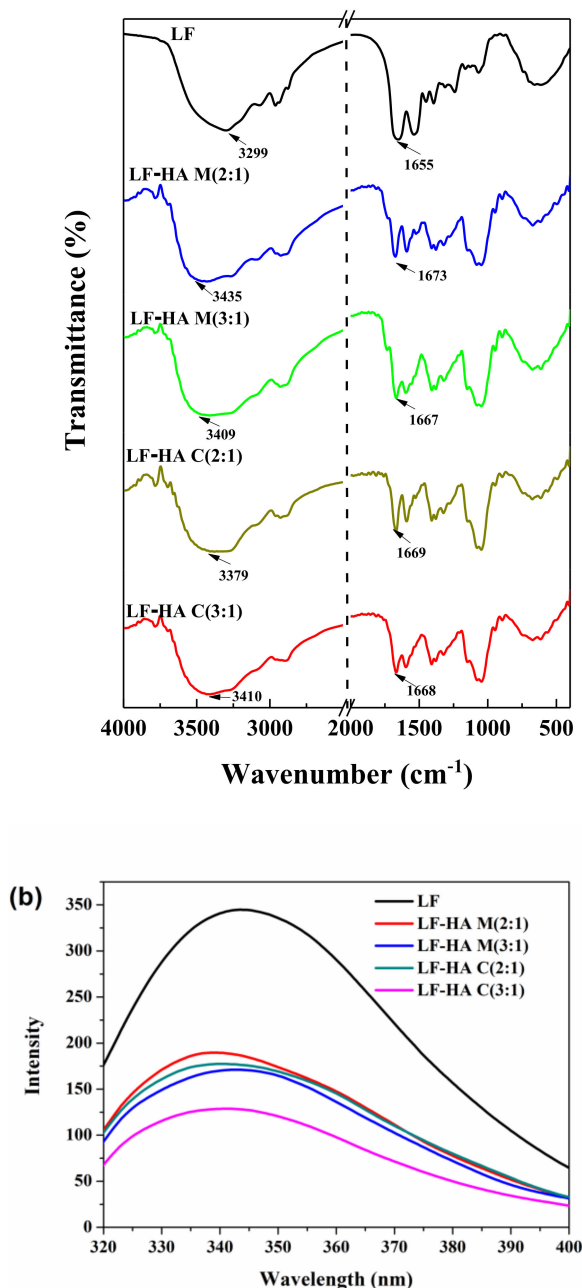 LF
3299
1655
LF-HA M(2:1)
3435
1673
LF-HA M(3:1)
3409
1667
LF-HA C(2:1)
3379
1669
LF-HA C(3:1)
3410
1668
Transmittance (%)
4000 3500 3000 2000 2000 1500 1000 500
Wavenumber (cm⁻¹)
(b)
LF
LF-HA M(2:1)
LF-HA M(3:1)
LF-HA C(2:1)
LF-HA C(3:1)
350
300
250
200
150
100
50
0
Intensity
320 330 340 350 360 370 380 390 400
Wavelength (nm)